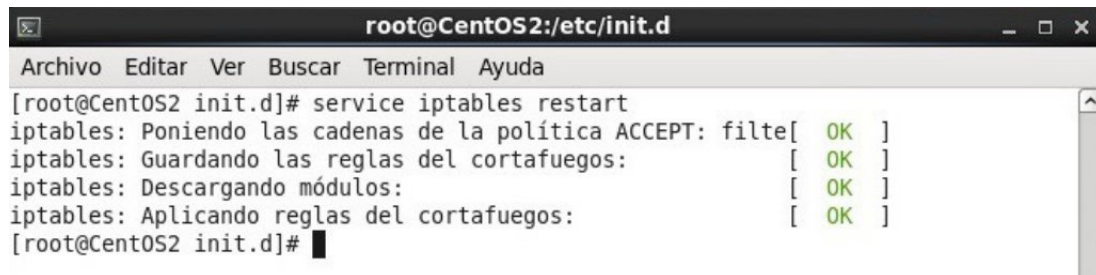 root@CentOS2:/etc/init.d
Archivo Editar Ver Buscar Terminal Ayuda
[root@CentOS2 init.d]# service iptables restart
iptables: Poniendo las cadenas de la política ACCEPT: filte[  OK  ]
iptables: Guardando las reglas del cortafuegos:            [  OK  ]
iptables: Descargando módulos:                             [  OK  ]
iptables: Aplicando reglas del cortafuegos:                [  OK  ]
[root@CentOS2 init.d]#